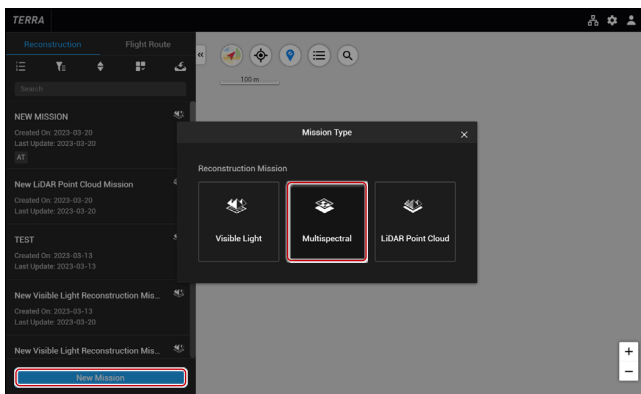 TERRA
Reconstruction Flight Route
Search
100 m
NEW MISSION
Created On: 2023-03-20
Last Update: 2023-03-20
AT
New LiDAR Point Cloud Mission
Created On: 2023-03-20
Last Update: 2023-03-20
TEST
Created On: 2023-03-13
Last Update: 2023-03-13
New Visible Light Reconstruction Mis...
Created On: 2023-03-13
Last Update: 2023-03-20
New Visible Light Reconstruction Mis...
New Mission
Mission Type
Reconstruction Mission
Visible Light Multispectral LiDAR Point Cloud